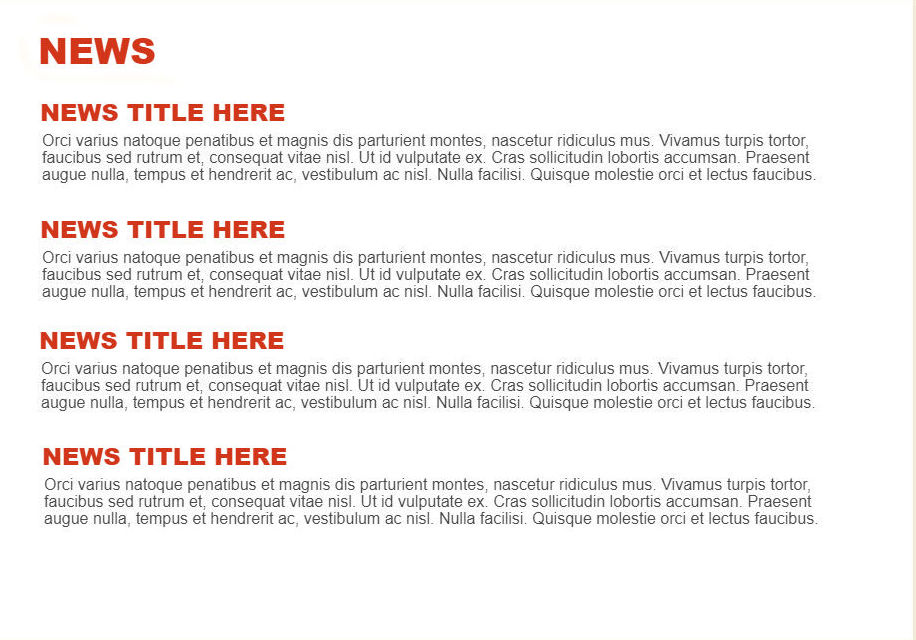 NEWS
NEWS TITLE HERE
Orci varius natoque penatibus et magnis dis parturient montes, nascetur ridiculus mus. Vivamus turpis tortor,
faucibus sed rutrum et, consequat vitae nisl. Ut id vulputate ex. Cras sollicitudin lobortis accumsan. Praesent
augue nulla, tempus et hendrerit ac, vestibulum ac nisl. Nulla facilisi. Quisque molestie orci et lectus faucibus.
NEWS TITLE HERE
Orci varius natoque penatibus et magnis dis parturient montes, nascetur ridiculus mus. Vivamus turpis tortor,
faucibus sed rutrum et, consequat vitae nisl. Ut id vulputate ex. Cras sollicitudin lobortis accumsan. Praesent
augue nulla, tempus et hendrerit ac, vestibulum ac nisl. Nulla facilisi. Quisque molestie orci et lectus faucibus.
NEWS TITLE HERE
Orci varius natoque penatibus et magnis dis parturient montes, nascetur ridiculus mus. Vivamus turpis tortor,
faucibus sed rutrum et, consequat vitae nisl. Ut id vulputate ex. Cras sollicitudin lobortis accumsan. Praesent
augue nulla, tempus et hendrerit ac, vestibulum ac nisl. Nulla facilisi. Quisque molestie orci et lectus faucibus.
NEWS TITLE HERE
Orci varius natoque penatibus et magnis dis parturient montes, nascetur ridiculus mus. Vivamus turpis tortor,
faucibus sed rutrum et, consequat vitae nisl. Ut id vulputate ex. Cras sollicitudin lobortis accumsan. Praesent
augue nulla, tempus et hendrerit ac, vestibulum ac nisl. Nulla facilisi. Quisque molestie orci et lectus faucibus.